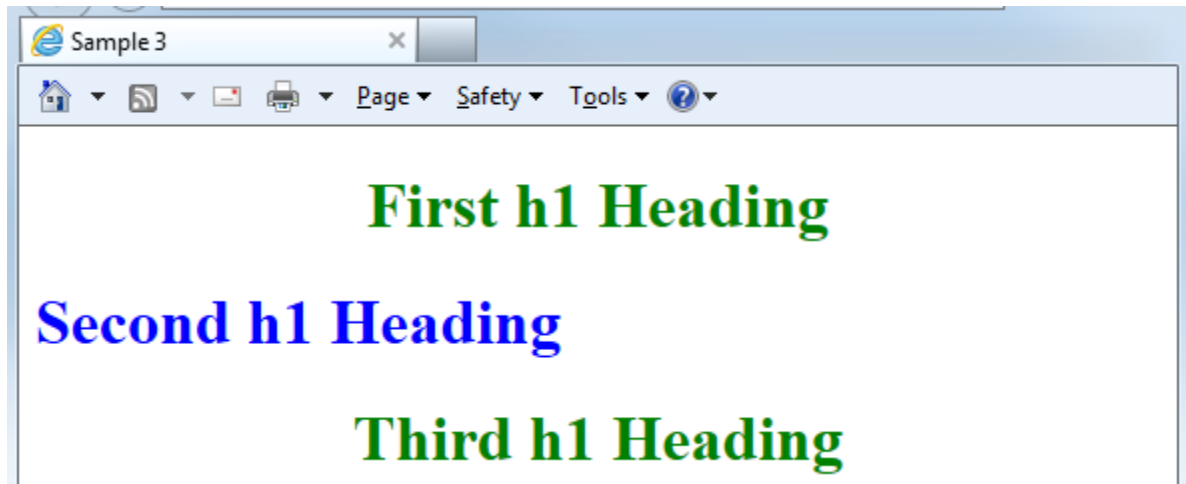 Sample 3
Page Safety Tools
First h1 Heading
Second h1 Heading
Third h1 Heading